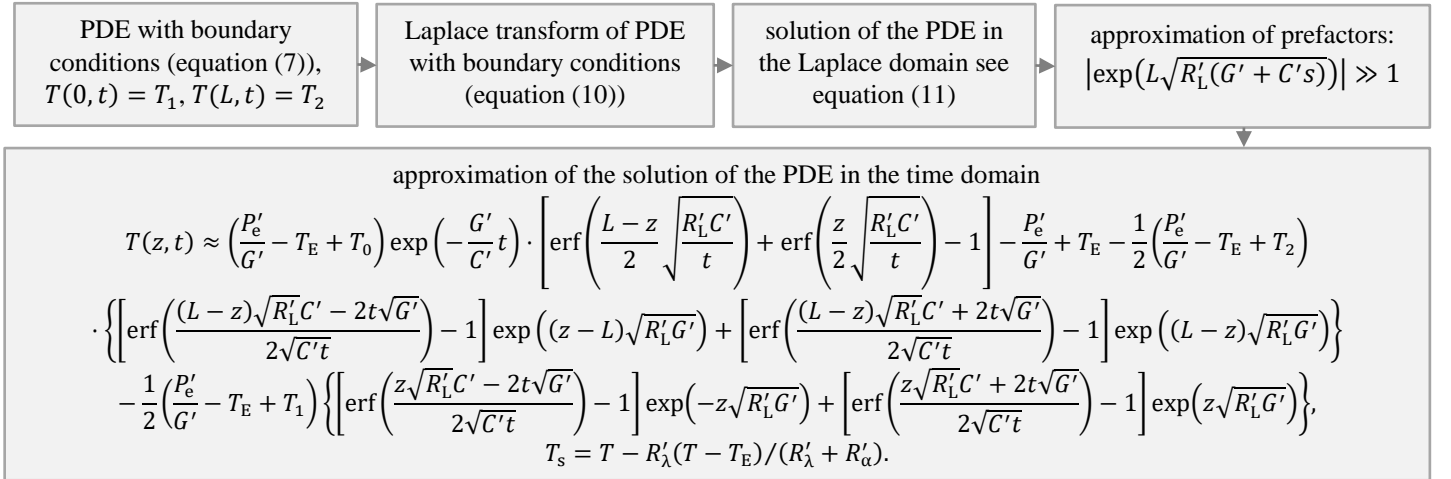 PDE with boundary
conditions (equation (7)),
T(0, t) = T₁, T(L, t) = T₂
Laplace transform of PDE
with boundary conditions
(equation (10))
solution of the PDE in
the Laplace domain see
equation (11)
approximation of prefactors:
|exp(L√(R′_L(G′ + C′s)))| ≫ 1
approximation of the solution of the PDE in the time domain
T(z, t) ≈ (P′_e/G′ − T_E + T₀) exp(−(G′/C′)t) · [erf((L − z)/2 √(R′_L C′/t)) + erf(z/2 √(R′_L C′/t)) − 1] − P′_e/G′ + T_E − 1/2(P′_e/G′ − T_E + T₂)
· {[erf(((L − z)√(R′_L)C′ − 2t√(G′))/(2√(C′t))) − 1] exp((z − L)√(R′_L G′)) + [erf(((L − z)√(R′_L)C′ + 2t√(G′))/(2√(C′t))) − 1] exp((L − z)√(R′_L G′))}
− 1/2(P′_e/G′ − T_E + T₁) {[erf((z√(R′_L)C′ − 2t√(G′))/(2√(C′t))) − 1] exp(−z√(R′_L G′)) + [erf((z√(R′_L)C′ + 2t√(G′))/(2√(C′t))) − 1] exp(z√(R′_L G′))},
T_s = T − R′_λ(T − T_E)/(R′_λ + R′_α).